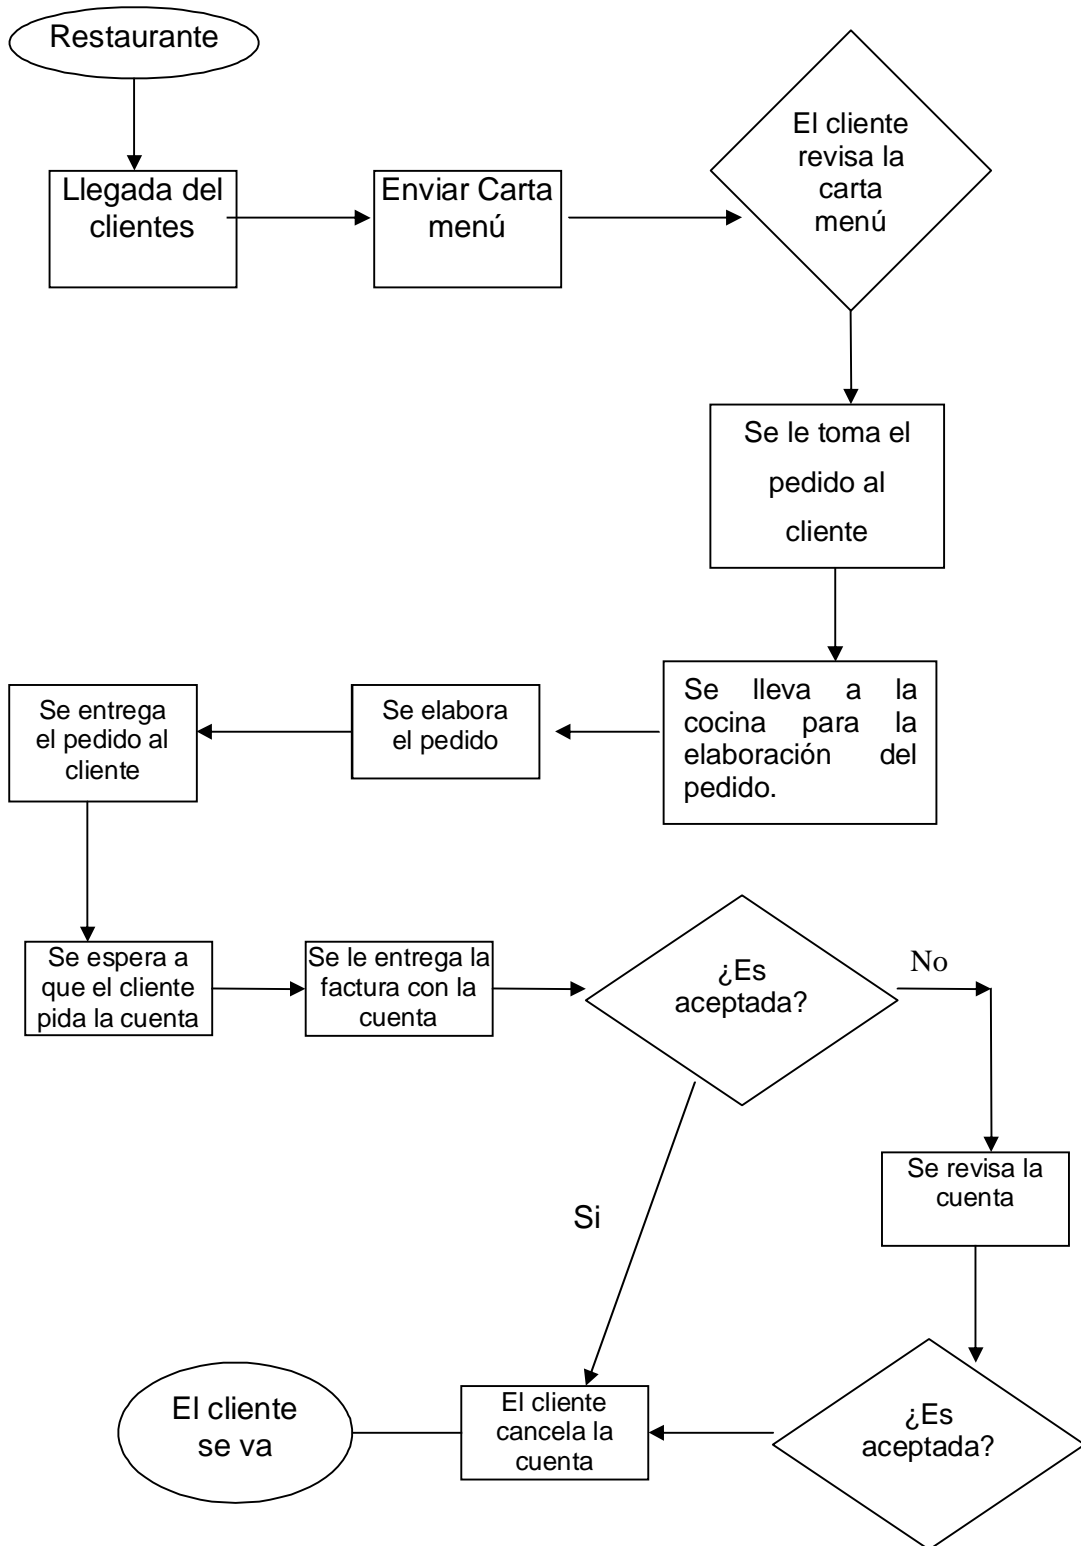 Restaurante
Llegada del
clientes
Enviar Carta
menú
El cliente
revisa la
carta
menú
Se le toma el
pedido al
cliente
Se lleva a la
cocina para la
elaboración del
pedido.
Se elabora
el pedido
Se entrega
el pedido al
cliente
Se espera a
que el cliente
pida la cuenta
Se le entrega la
factura con la
cuenta
¿Es
aceptada?
No
Se revisa la
cuenta
Si
¿Es
aceptada?
El cliente
cancela la
cuenta
El cliente
se va